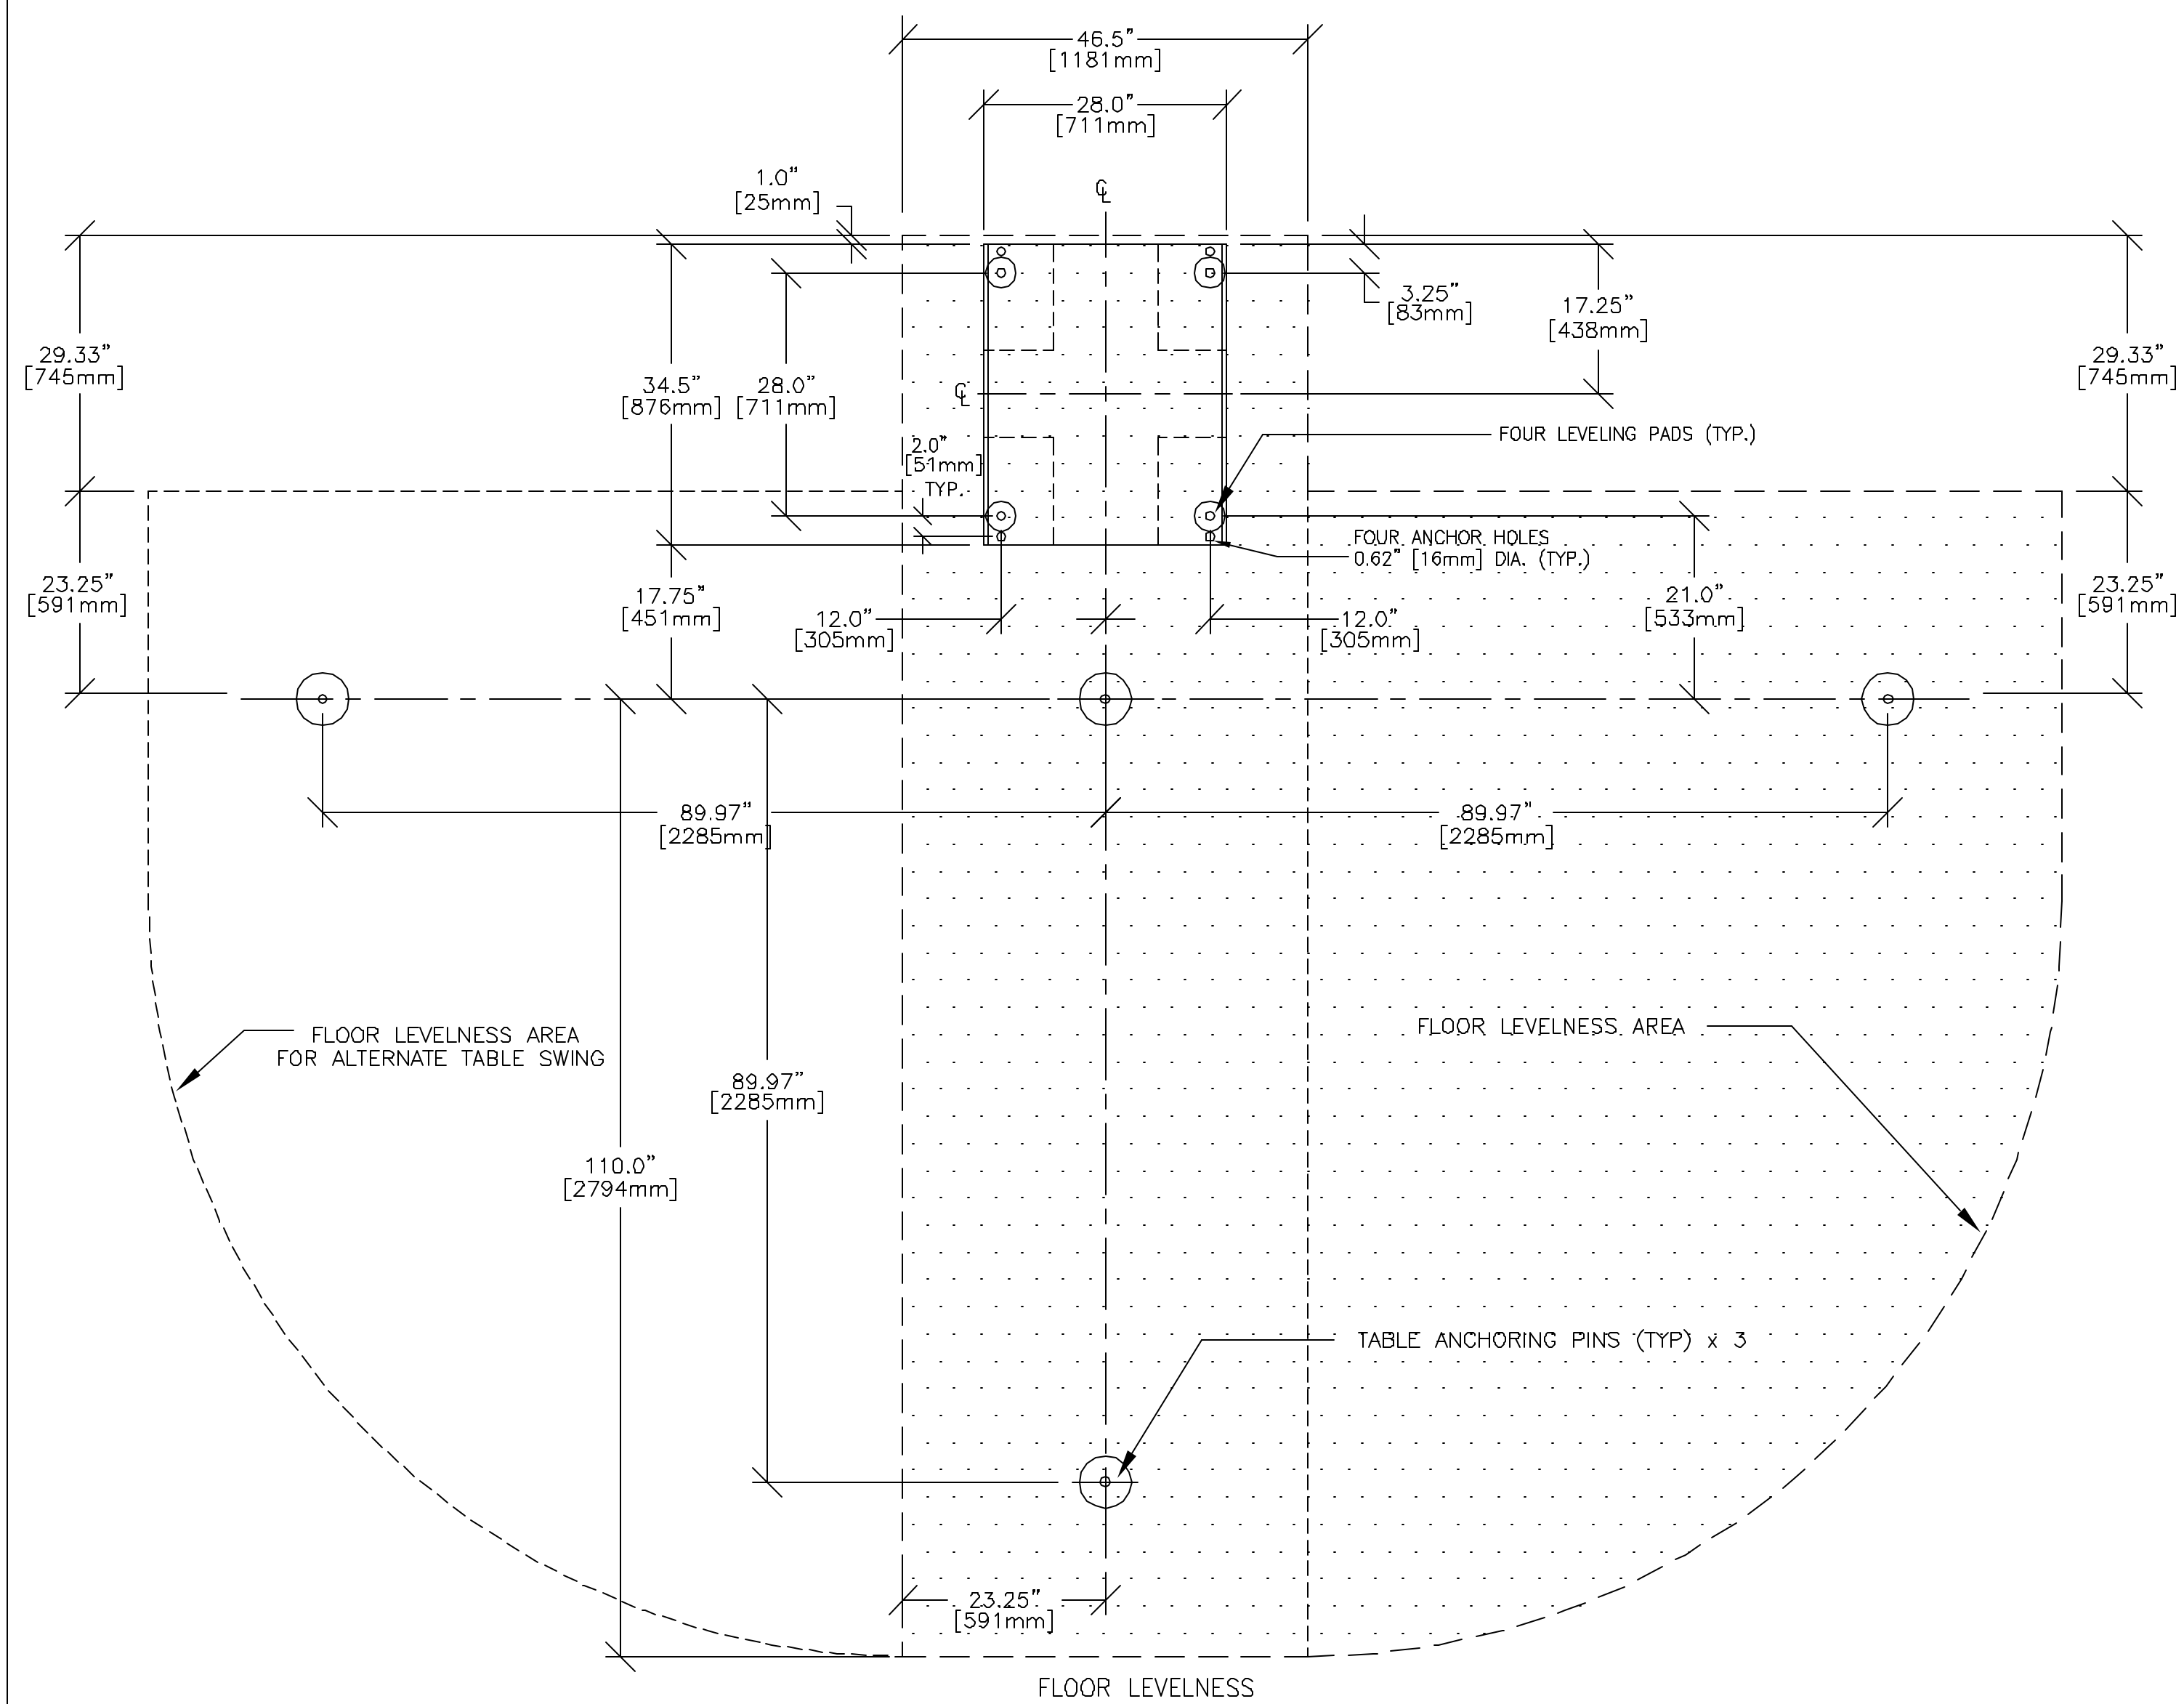 46.5"
[1181mm]
28.0"
[711mm]
℄
1.0"
[25mm]
3.25"
[83mm]
17.25"
[438mm]
29.33"
[745mm]
34.5"
[876mm]
28.0"
[711mm]
℄
29.33"
[745mm]
2.0"
[51mm]
TYP.
FOUR LEVELING PADS (TYP.)
FOUR ANCHOR HOLES
0.62" [16mm] DIA. (TYP.)
23.25"
[591mm]
17.75"
[451mm]
12.0"
[305mm]
12.0"
[305mm]
21.0"
[533mm]
23.25"
[591mm]
89.97"
[2285mm]
89.97"
[2285mm]
FLOOR LEVELNESS AREA
FOR ALTERNATE TABLE SWING
FLOOR LEVELNESS AREA
89.97"
[2285mm]
110.0"
[2794mm]
TABLE ANCHORING PINS (TYP) x 3
23.25"
[591mm]
FLOOR LEVELNESS